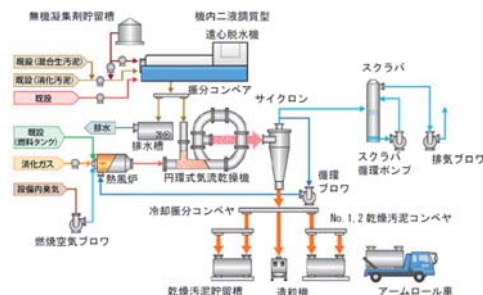 無機凝集剤貯留槽
機内二液調質型
遠心脱水機
既設(混合生汚泥)
既設(消化汚泥)
既設
振分コンベア
サイクロン
スクラバ
既設
(燃料タンク)
排水
排水槽
消化ガス
熱風炉
円環式気流乾燥機
スクラバ
循環ポンプ
排気ブロワ
設備内臭気
循環
ブロワ
冷却振分コンベヤ
No.1,2乾燥汚泥コンベヤ
燃焼空気ブロワ
乾燥汚泥貯留槽
造粒機
アームロール車